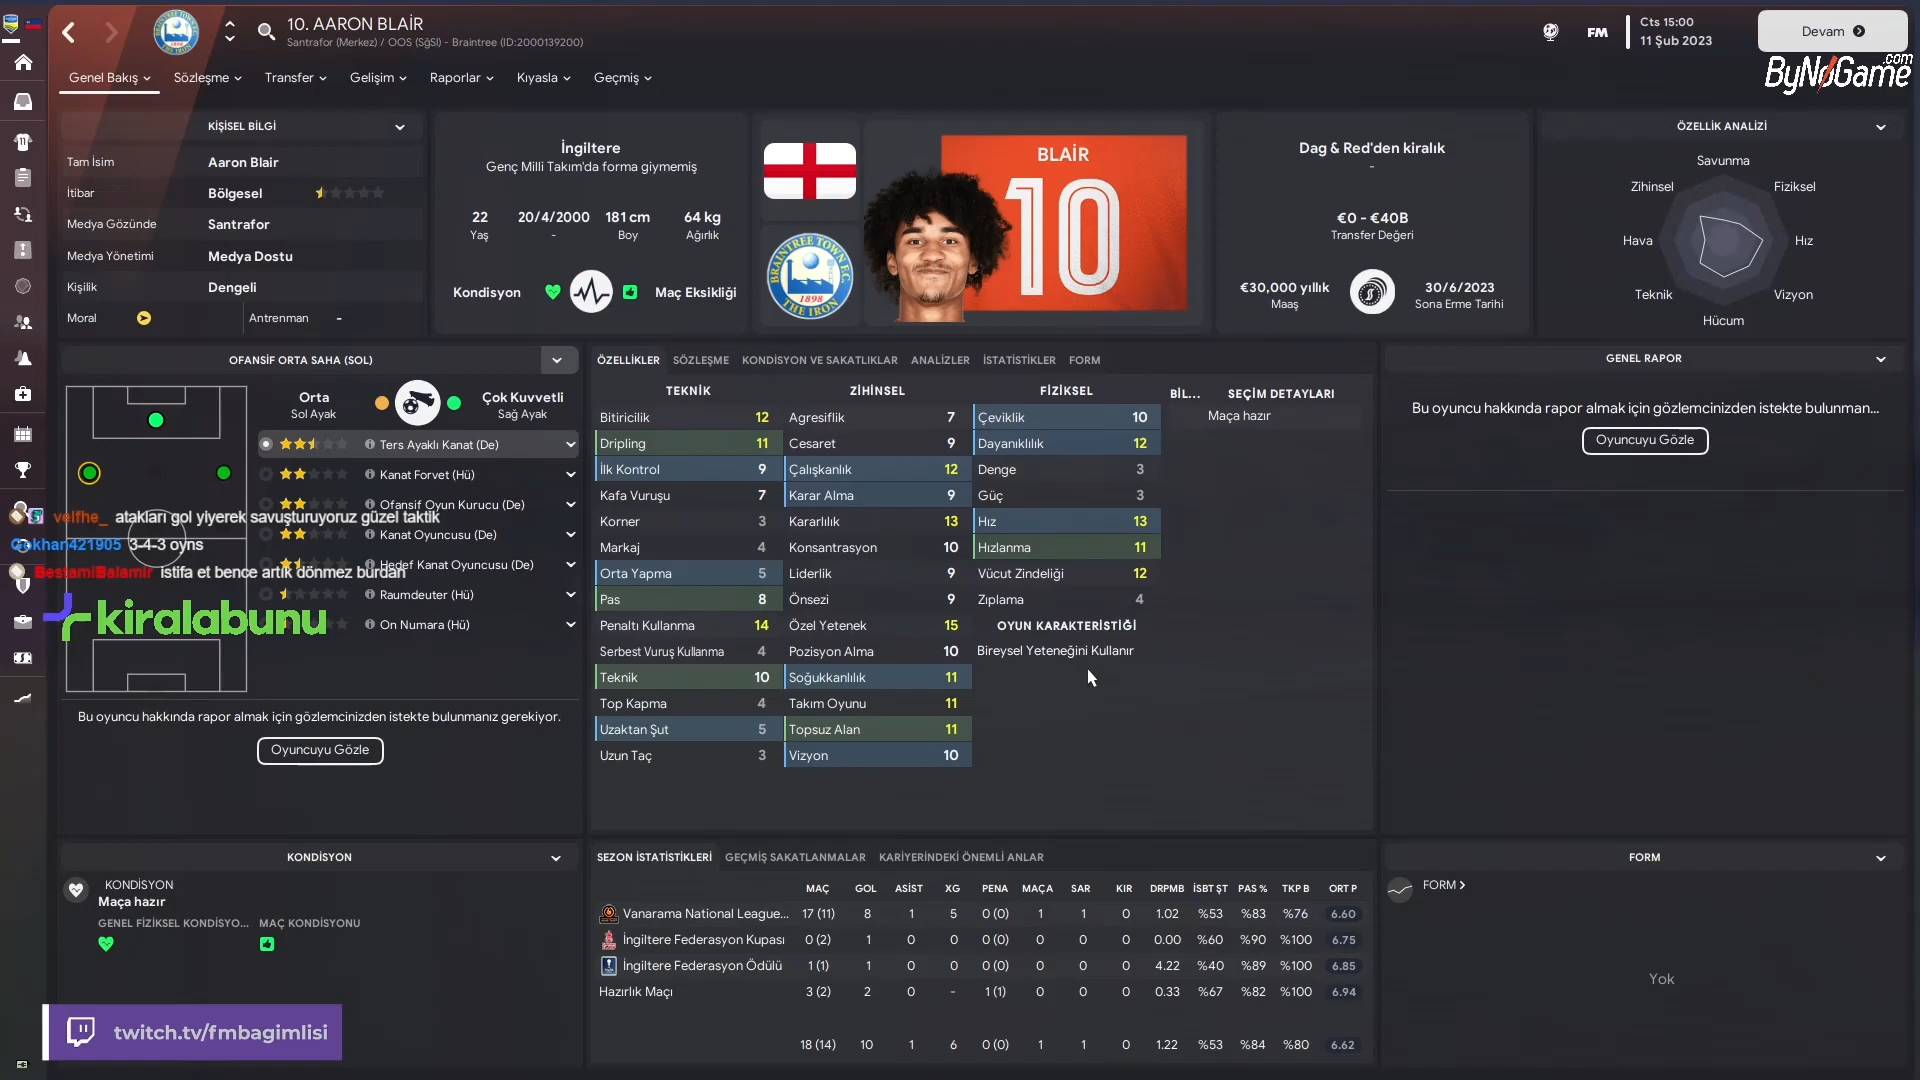 10. AARON BLAİR
Santrafor (Merkez) / OOS (SğSl) - Braintree (ID:2000139200)
FM
Cts 15:00
11 Şub 2023
Devam
ByNoGame.com
Genel Bakış
Sözleşme
Transfer
Gelişim
Raporlar
Kıyasla
Geçmiş
KİŞİSEL BİLGİ
Tam İsim Aaron Blair
İtibar Bölgesel
Medya Gözünde Santrafor
Medya Yönetimi Medya Dostu
Kişilik Dengeli
Moral
Antrenman -
İngiltere
Genç Milli Takım'da forma giymemiş
22 20/4/2000 181 cm 64 kg
Yaş - Boy Ağırlık
Kondisyon Maç Eksikliği
BRAINTREE TOWN F.C.
1898
THE IRON
BLAİR
10
Dag & Red'den kiralık
-
€0 - €40B
Transfer Değeri
€30,000 yıllık
Maaş
30/6/2023
Sona Erme Tarihi
ÖZELLİK ANALİZİ
Savunma
Zihinsel Fiziksel
Hava Hız
Teknik Vizyon
Hücum
OFANSİF ORTA SAHA (SOL)
Orta
Sol Ayak
Çok Kuvvetli
Sağ Ayak
Ters Ayaklı Kanat (De)
Kanat Forvet (Hü)
Ofansif Oyun Kurucu (De)
Kanat Oyuncusu (De)
Hedef Kanat Oyuncusu (De)
Raumdeuter (Hü)
On Numara (Hü)
velfhe_ atakları gol yiyerek savuşturuyoruz güzel taktik
Gokhan421905 3-4-3 oyns
BestamiBalamir istifa et bence artik dönmez burdan
kiralabunu
Bu oyuncu hakkında rapor almak için gözlemcinizden istekte bulunmanız gerekiyor.
Oyuncuyu Gözle
ÖZELLİKLER SÖZLEŞME KONDİSYON VE SAKATLIKLAR ANALİZLER İSTATİSTİKLER FORM
TEKNİK ZİHİNSEL FİZİKSEL
Bitiricilik 12 Agresiflik 7 Çeviklik 10
Dripling 11 Cesaret 9 Dayanıklılık 12
İlk Kontrol 9 Çalışkanlık 12 Denge 3
Kafa Vuruşu 7 Karar Alma 9 Güç 3
Korner 3 Kararlılık 13 Hız 13
Markaj 4 Konsantrasyon 10 Hızlanma 11
Orta Yapma 5 Liderlik 9 Vücut Zindeliği 12
Pas 8 Önsezi 9 Zıplama 4
Penaltı Kullanma 14 Özel Yetenek 15 OYUN KARAKTERİSTİĞİ
Serbest Vuruş Kullanma 4 Pozisyon Alma 10 Bireysel Yeteneğini Kullanır
Teknik 10 Soğukkanlılık 11
Top Kapma 4 Takım Oyunu 11
Uzaktan Şut 5 Topsuz Alan 11
Uzun Taç 3 Vizyon 10
BİL... SEÇİM DETAYLARI
Maça hazır
GENEL RAPOR
Bu oyuncu hakkında rapor almak için gözlemcinizden istekte bulunman...
Oyuncuyu Gözle
KONDİSYON
KONDİSYON
Maça hazır
GENEL FİZİKSEL KONDİSYO... MAÇ KONDİSYONU
SEZON İSTATİSTİKLERİ GEÇMİŞ SAKATLANMALAR KARİYERİNDEKİ ÖNEMLİ ANLAR
MAÇ GOL ASİST XG PENA MAÇA SAR KIR DRPMB İSBT ŞT PAS % TKP B ORT P
Vanarama National League... 17 (11) 8 1 5 0 (0) 1 1 0 1.02 %53 %83 %76 6.60
İngiltere Federasyon Kupası 0 (2) 1 0 0 0 (0) 0 0 0 0.00 %60 %90 %100 6.75
İngiltere Federasyon Ödülü 1 (1) 1 0 0 0 (0) 0 0 0 4.22 %40 %89 %100 6.85
Hazırlık Maçı 3 (2) 2 0 - 1 (1) 0 0 0 0.33 %67 %82 %100 6.94
18 (14) 10 1 6 0 (0) 1 1 0 1.22 %53 %84 %80 6.62
FORM
FORM
Yok
twitch.tv/fmbagimlisi